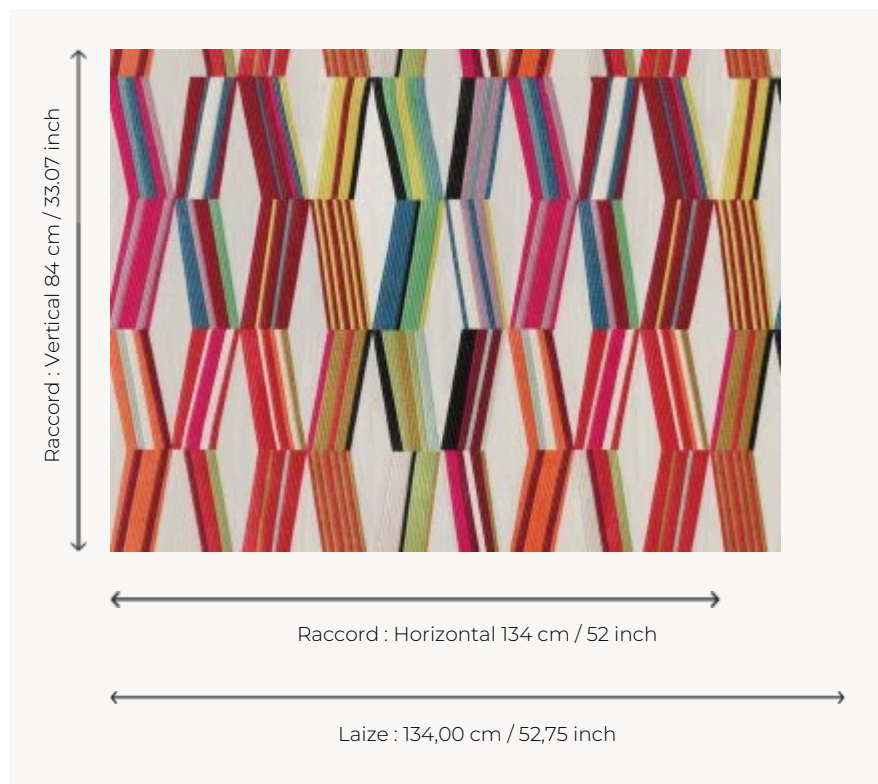 Raccord : Vertical 84 cm / 33.07 inch
Raccord : Horizontal 134 cm / 52 inch
Laize : 134,00 cm / 52,75 inch